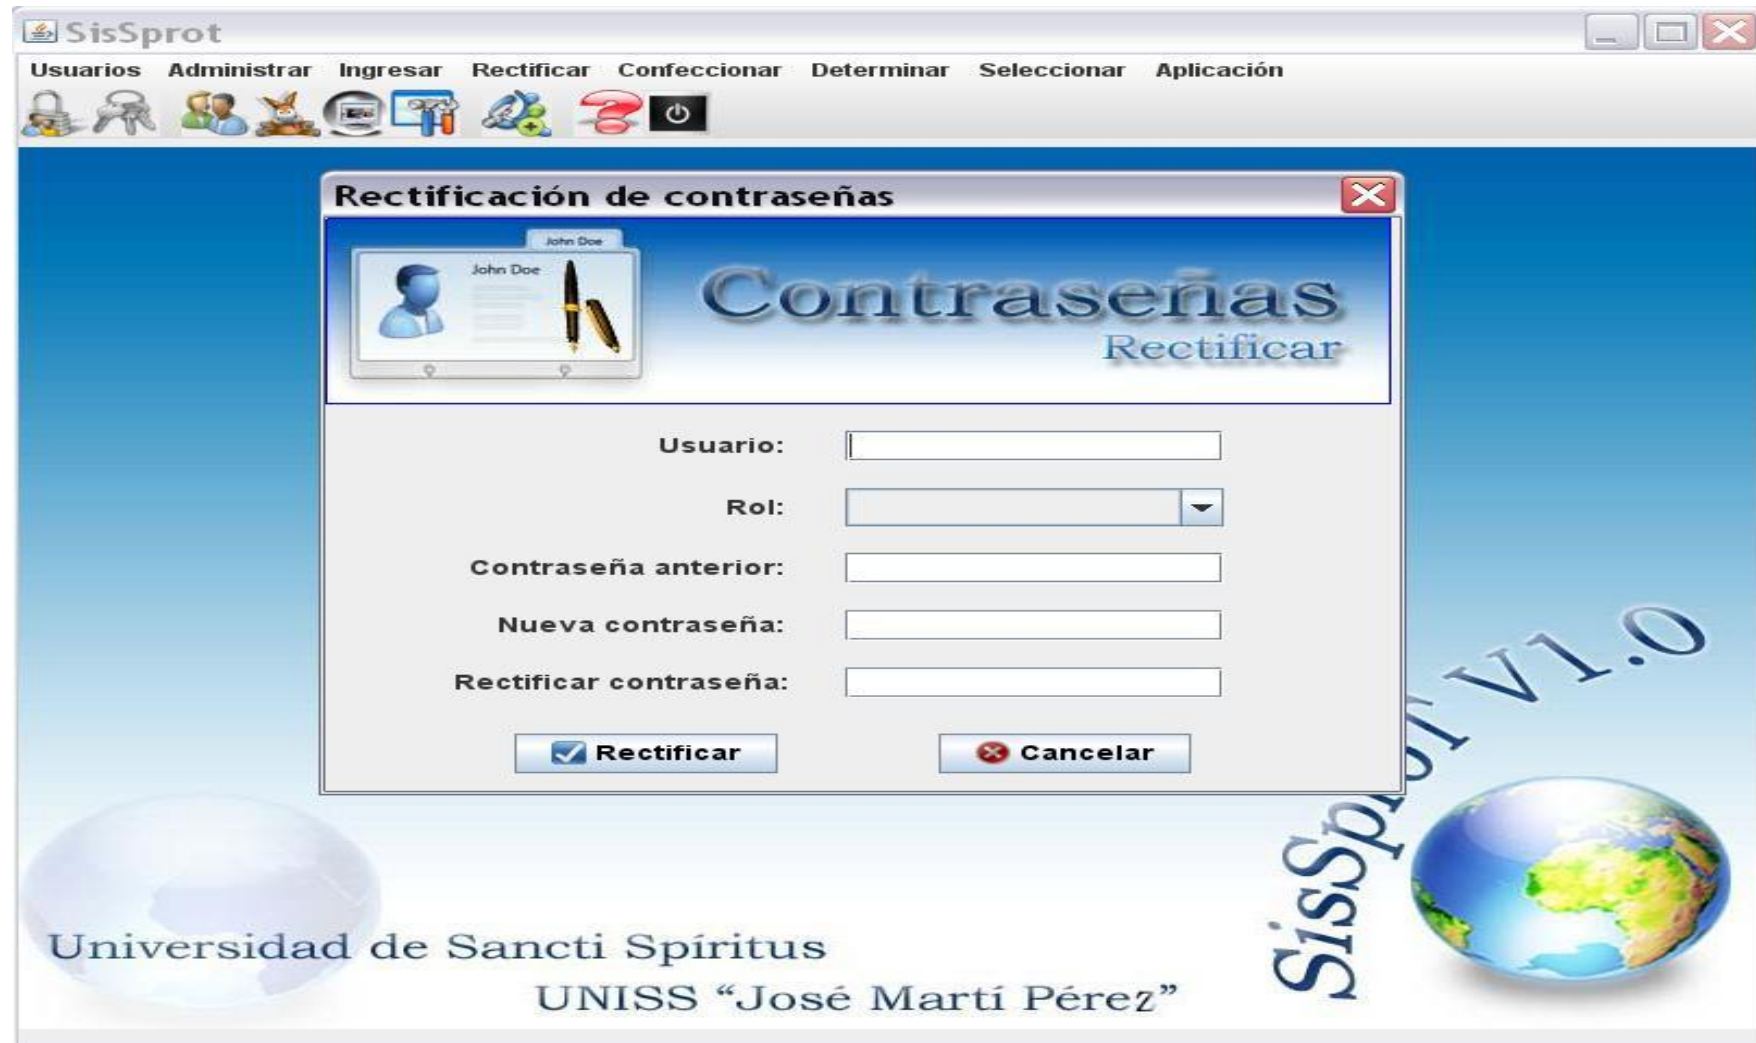 SisSprot
Usuarios Administrar Ingresar Rectificar Confeccionar Determinar Seleccionar Aplicación
Rectificación de contraseñas
John Doe
John Doe
Contraseñas
Rectificar
Usuario:
Rol:
Contraseña anterior:
Nueva contraseña:
Rectificar contraseña:
Rectificar Cancelar
SisSproT V1.0
Universidad de Sancti Spíritus
UNISS “José Martí Pérez”